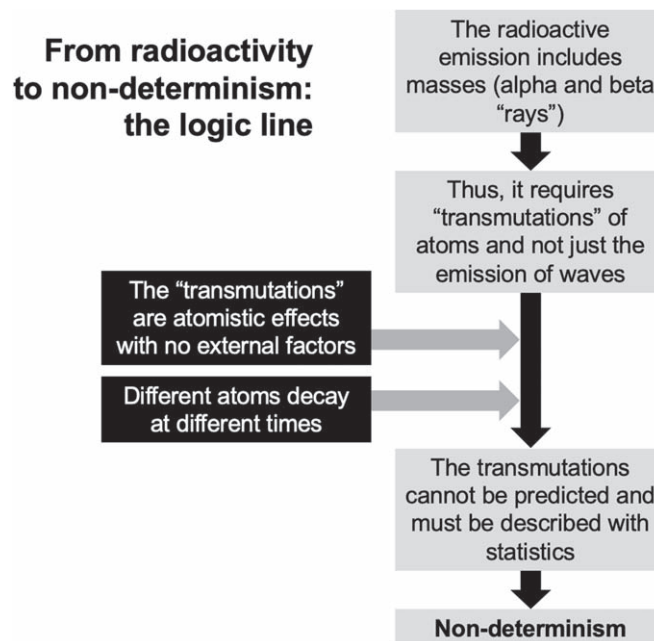 From radioactivity
to non-determinism:
the logic line
The radioactive
emission includes
masses (alpha and beta
“rays”)
Thus, it requires
“transmutations” of
atoms and not just the
emission of waves
The “transmutations”
are atomistic effects
with no external factors
Different atoms decay
at different times
The transmutations
cannot be predicted and
must be described with
statistics
Non-determinism